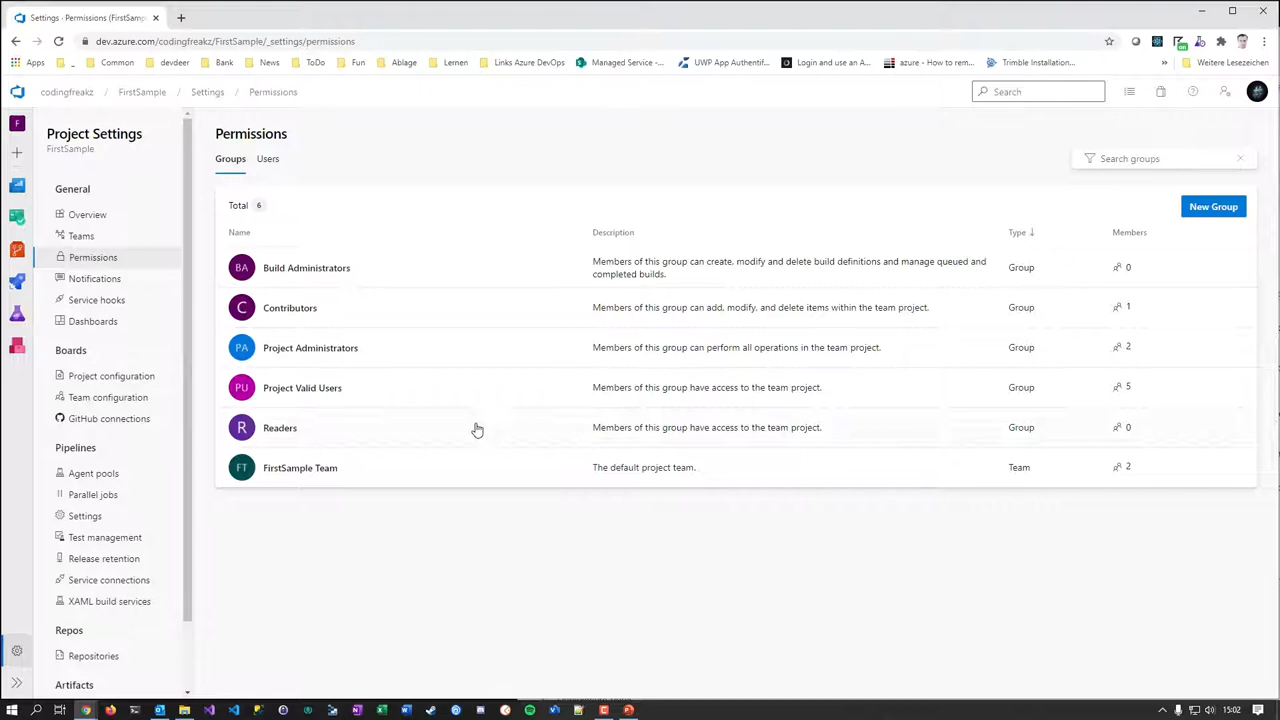 Settings - Permissions (FirstSamp
dev.azure.com/codingfreakz/FirstSample/_settings/permissions
Apps _ Common devdeer Bank News ToDo Fun Lernen Ablage Links Azure DevOps Managed Service -... UWP App Authentif... Login and use an A... azure - How to rem... Trimble Installation... » Weitere Lesezeichen
codingfreakz / FirstSample / Settings / Permissions
Search
F
Project Settings
FirstSample
General
Overview
Teams
Permissions
Notifications
Service hooks
Dashboards
Boards
Project configuration
Team configuration
GitHub connections
Pipelines
Agent pools
Parallel jobs
Settings
Test management
Release retention
Service connections
XAML build services
Repos
Repositories
Artifacts
Permissions
Groups Users
Search groups
Total 6
New Group
Name Description Type ↓ Members
BA Build Administrators Members of this group can create, modify and delete build definitions and manage queued and
completed builds. Group 0
C Contributors Members of this group can add, modify, and delete items within the team project. Group 1
PA Project Administrators Members of this group can perform all operations in the team project. Group 2
PU Project Valid Users Members of this group have access to the team project. Group 5
R Readers Members of this group have access to the team project. Group 0
FT FirstSample Team The default project team. Team 2
15:02